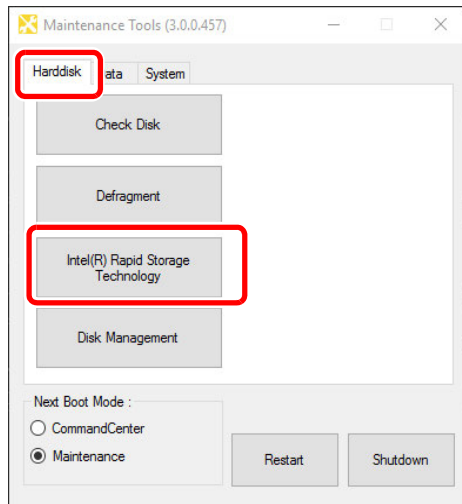 Maintenance Tools (3.0.0.457)
Harddisk ata System
Check Disk
Defragment
Intel(R) Rapid Storage
Technology
Disk Management
Next Boot Mode :
CommandCenter
Maintenance
Restart Shutdown